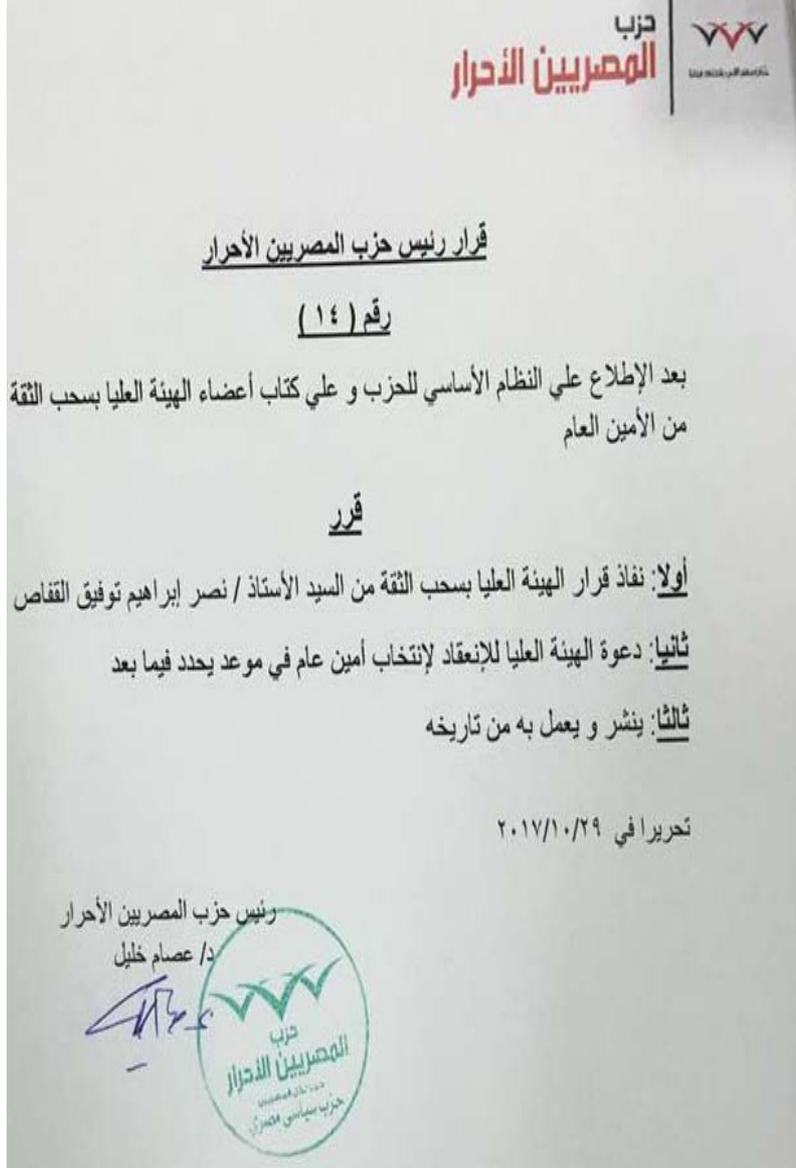 حزب
المصريين الأحرار
قرار رئيس حزب المصريين الأحرار
رقم ( ١٤ )
بعد الإطلاع علي النظام الأساسي للحزب و علي كتاب أعضاء الهيئة العليا بسحب الثقة
من الأمين العام
قرر
أولا: نفاذ قرار الهيئة العليا بسحب الثقة من السيد الأستاذ / نصر إبراهيم توفيق القفاص
ثانيا: دعوة الهيئة العليا للإنعقاد لإنتخاب أمين عام في موعد يحدد فيما بعد
ثالثا: ينشر و يعمل به من تاريخه
تحريرا في ٢٠١٧/١٠/٢٩
رئيس حزب المصريين الأحرار
د/ عصام خليل
حزب
المصريين الأحرار
حزب سياسي مصري